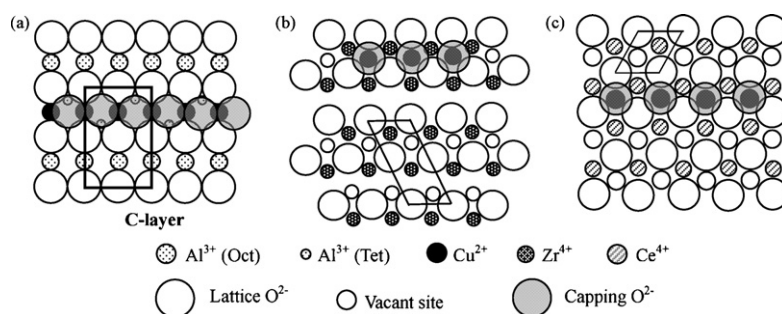 (a) (b) (c)
C-layer
Al³⁺ (Oct) Al³⁺ (Tet) Cu²⁺ Zr⁴⁺ Ce⁴⁺
Lattice O²⁻ Vacant site Capping O²⁻